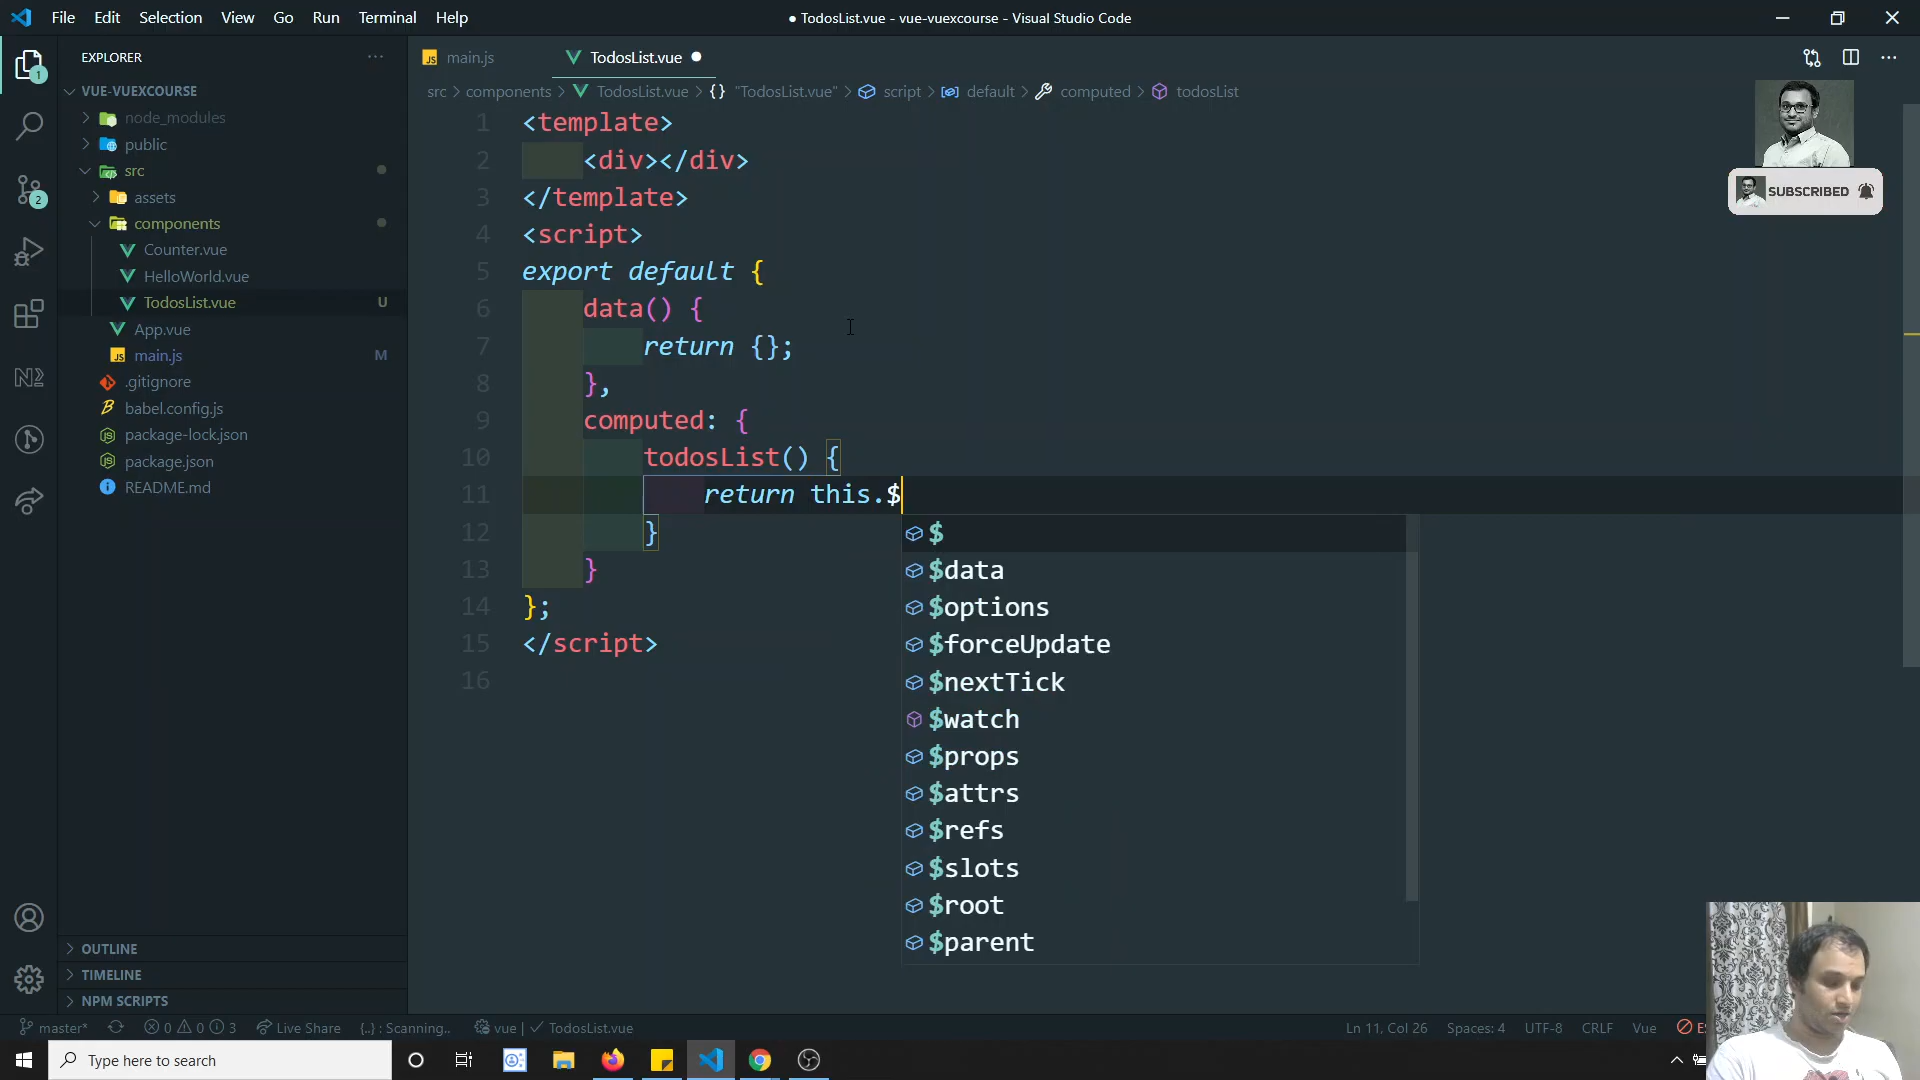 File Edit Selection View Go Run Terminal Help
● TodosList.vue - vue-vuexcourse - Visual Studio Code
EXPLORER
VUE-VUEXCOURSE
node_modules
public
src
assets
components
Counter.vue
HelloWorld.vue
TodosList.vue U
App.vue
main.js M
.gitignore
babel.config.js
package-lock.json
package.json
README.md
OUTLINE
TIMELINE
NPM SCRIPTS
1
2
main.js TodosList.vue
src > components > TodosList.vue > {} "TodosList.vue" > script > default > computed > todosList
1 <template>
2 <div></div>
3 </template>
4 <script>
5 export default {
6 data() {
7 return {};
8 },
9 computed: {
10 todosList() {
11 return this.$
12 }
13 }
14 };
15 </script>
16
$
$data
$options
$forceUpdate
$nextTick
$watch
$props
$attrs
$refs
$slots
$root
$parent
SUBSCRIBED
master* 0 0 3 Live Share {..} : Scanning.. vue | TodosList.vue
Ln 11, Col 26 Spaces: 4 UTF-8 CRLF Vue
Type here to search